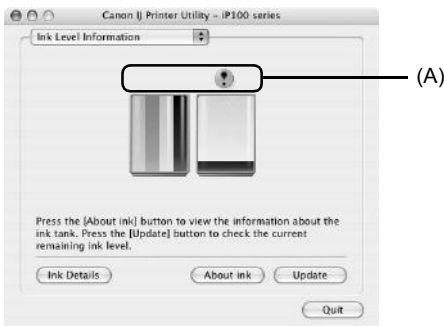 Canon IJ Printer Utility – iP100 series
Ink Level Information
(A)
Press the [About ink] button to view the information about the
ink tank. Press the [Update] button to check the current
remaining ink level.
Ink Details About ink Update
Quit